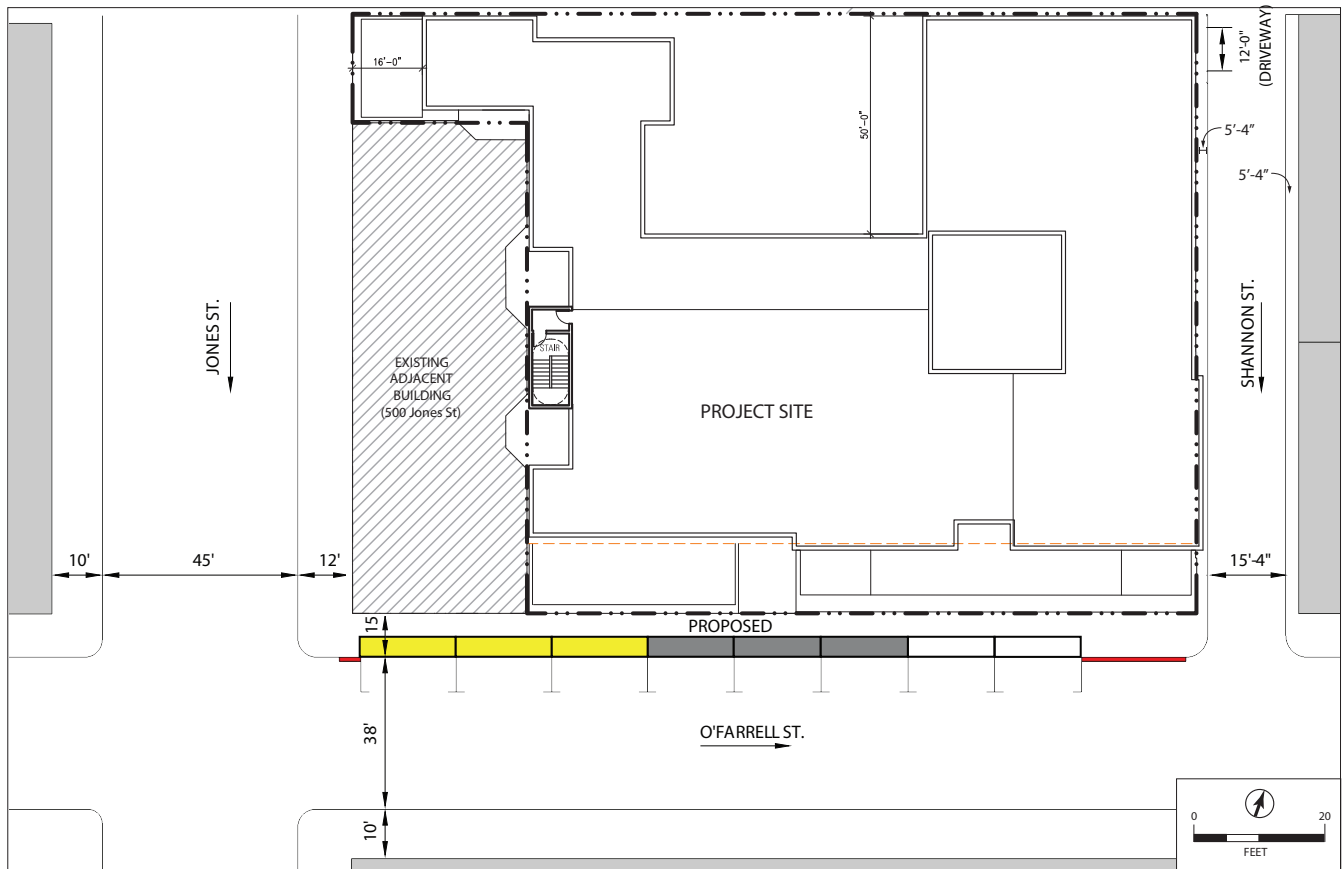 12'-0"
(DRIVEWAY)
16'-0"
50'-0"
5'-4"
5'-4"
JONES ST.
SHANNON ST.
STAIR
EXISTING
ADJACENT
BUILDING
(500 Jones St)
PROJECT SITE
10'
45'
12'
15'-4"
15
PROPOSED
38'
O'FARRELL ST.
10'
0
20
FEET